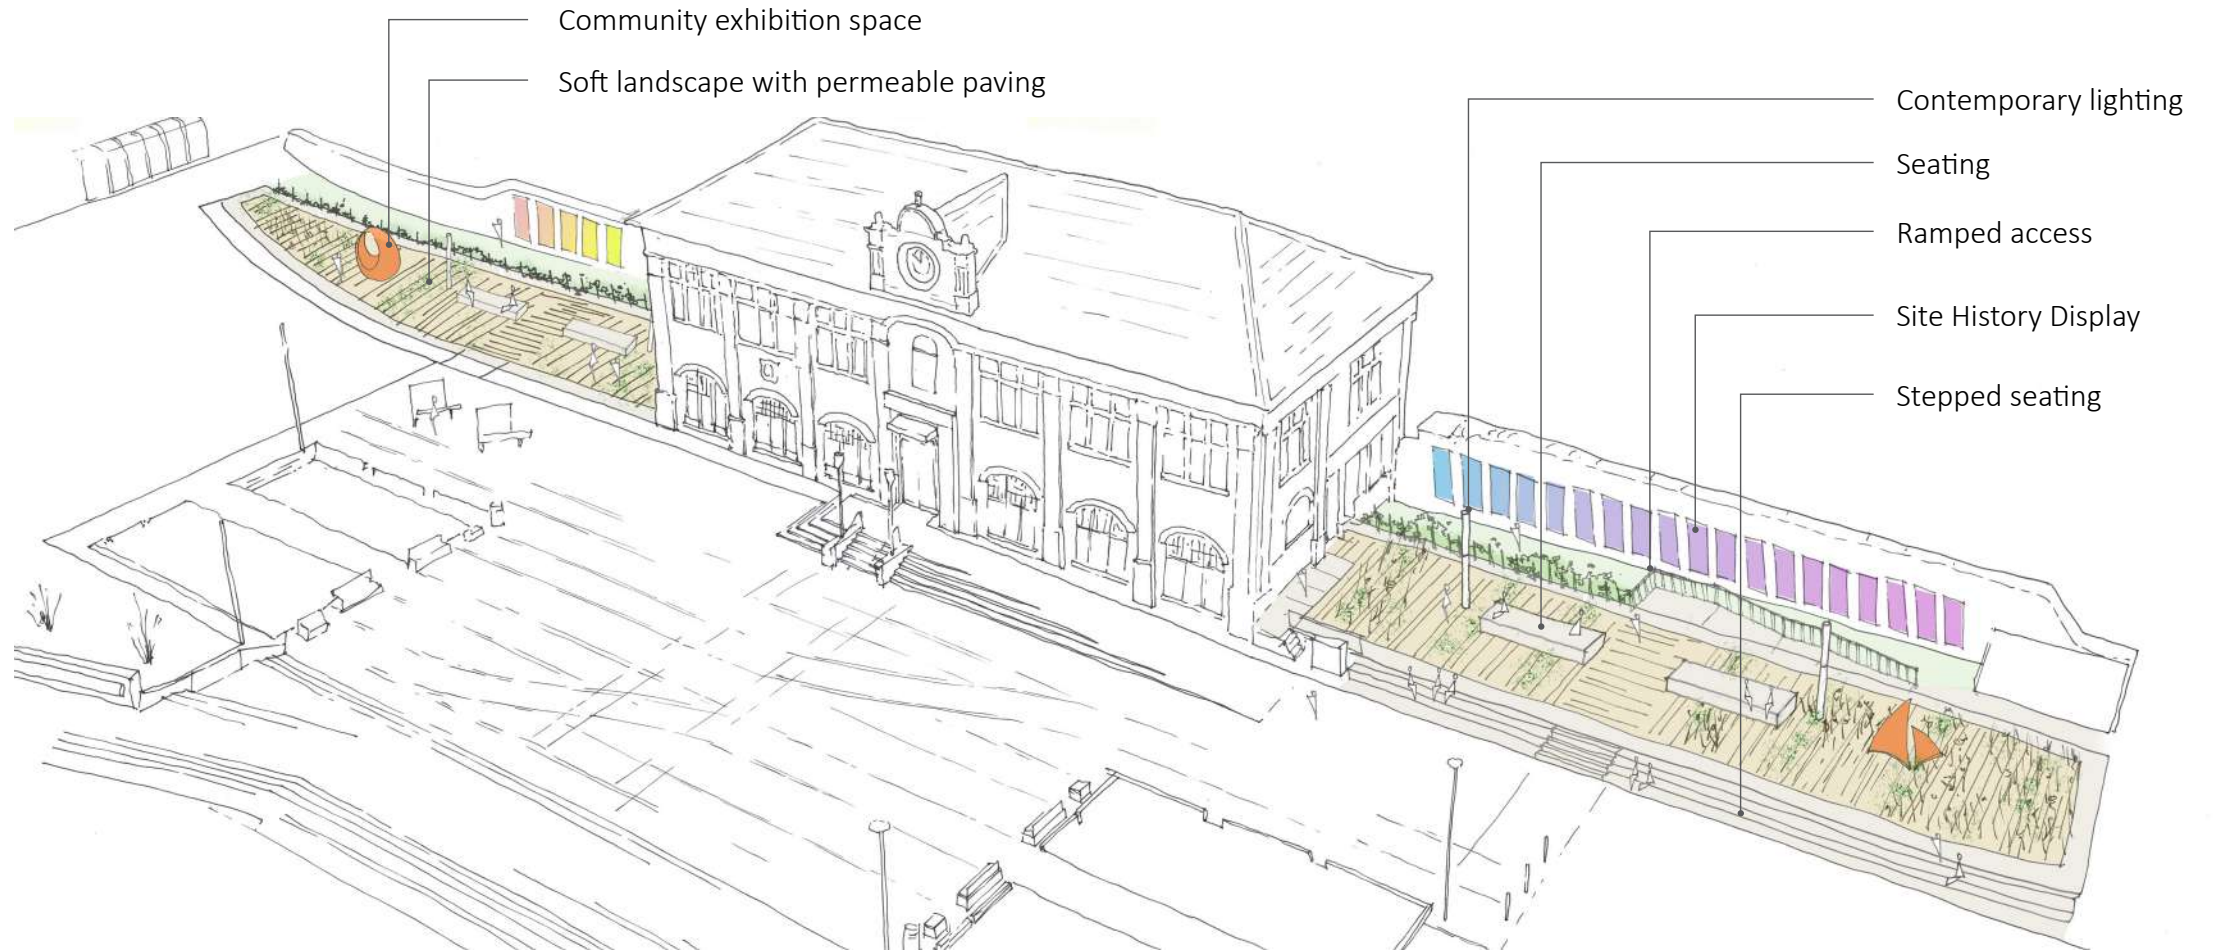 Community exhibition space
Soft landscape with permeable paving
Contemporary lighting
Seating
Ramped access
Site History Display
Stepped seating